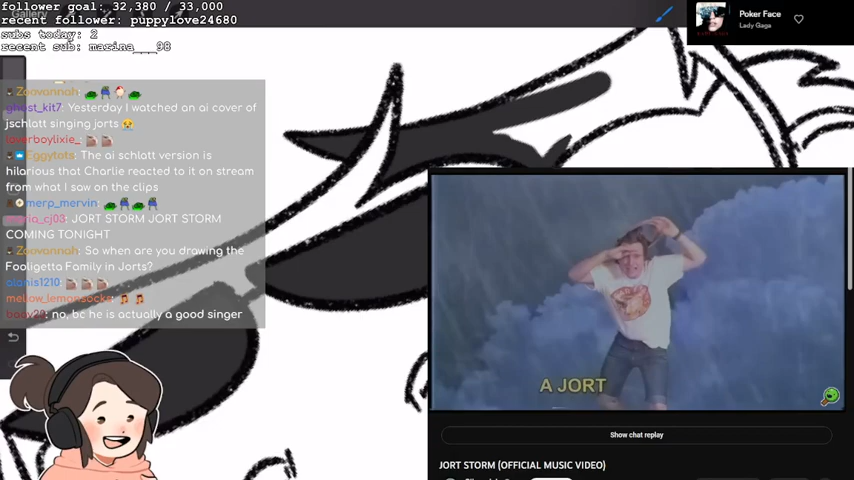 follower goal: 32,380 / 33,000
Gallery
recent follower: puppylove24680
subs today: 2
recent sub: marina___98
Poker Face
Lady Gaga
Zoovannah:
ghost_kit7: Yesterday I watched an ai cover of
jschlatt singing jorts
loverboylixie_:
Eggytots: The ai schlatt version is
hilarious that Charlie reacted to it on stream
from what I saw on the clips
merp_mervin:
maria_cj03: JORT STORM JORT STORM
COMING TONIGHT
Zoovannah: So when are you drawing the
Fooligetta Family in Jorts?
alanis1210:
mellow_lemonsocks:
no, bc he is actually a good singer
A JORT
Show chat replay
JORT STORM (OFFICIAL MUSIC VIDEO)